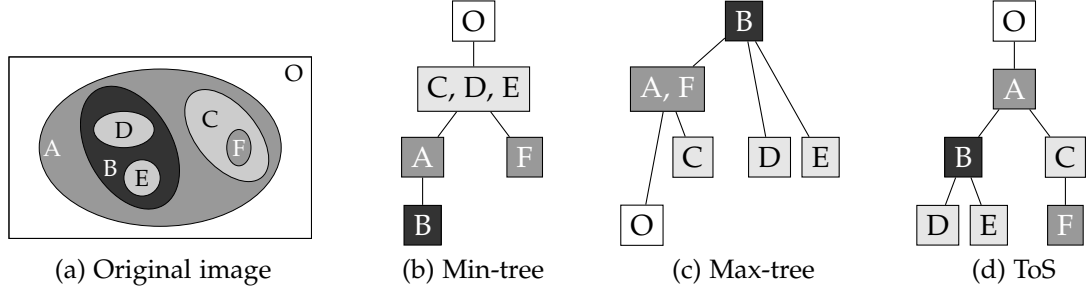 O
A
B
C
D
E
F
O
C, D, E
A
F
B
B
A, F
C
D
E
O
O
A
B
C
D
E
F
(a) Original image
(b) Min-tree
(c) Max-tree
(d) ToS